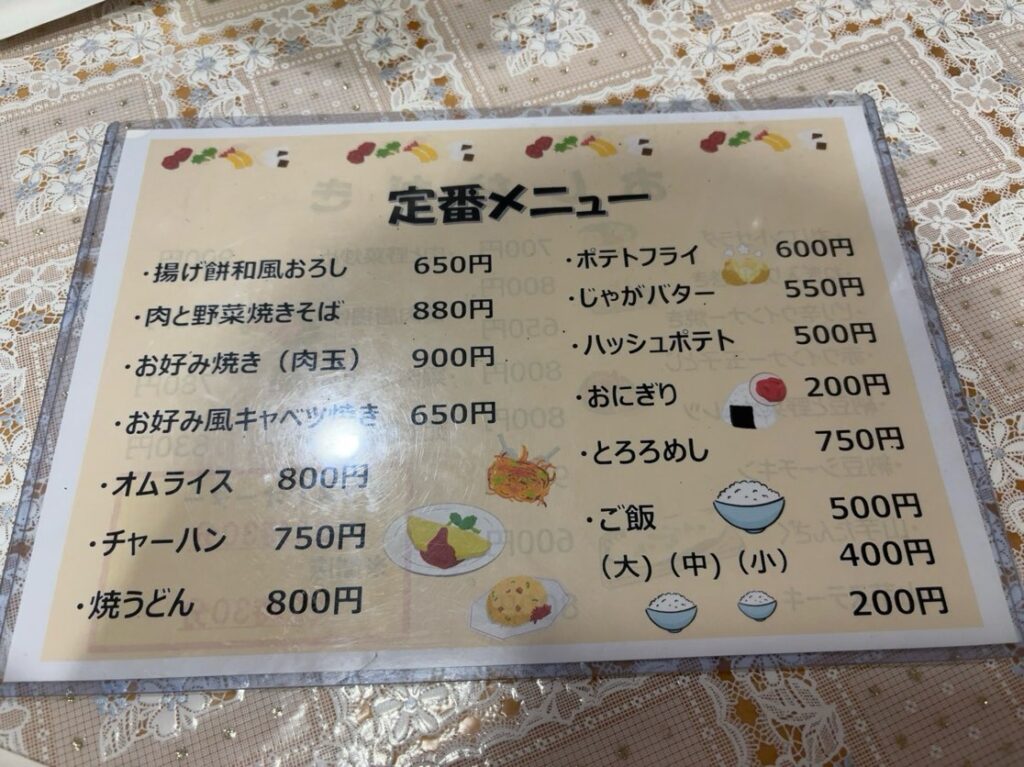 定番メニュー
・揚げ餅和風おろし 650円
・肉と野菜焼きそば 880円
・お好み焼き（肉玉） 900円
・お好み風キャベツ焼き 650円
・オムライス 800円
・チャーハン 750円
・焼うどん 800円
・ポテトフライ 600円
・じゃがバター 550円
・ハッシュポテト 500円
・おにぎり 200円
・とろろめし 750円
・ご飯 500円
（大）（中）（小） 400円
200円